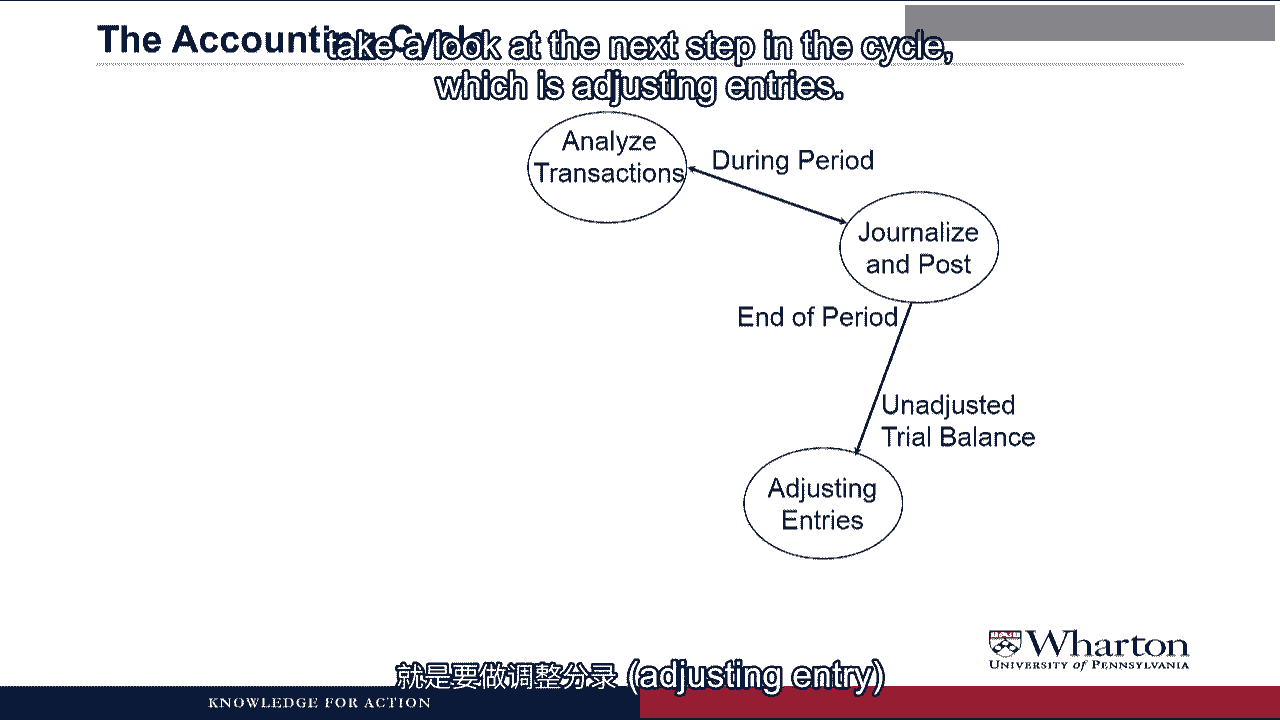 The Accounting Cycle
take a look at the next step in the cycle,
which is adjusting entries.
Analyze
Transactions
During Period
Journalize
and Post
End of Period
Unadjusted
Trial Balance
Adjusting
Entries
Wharton
UNIVERSITY of PENNSYLVANIA
就是要做调整分录 (adjusting entry)
KNOWLEDGE FOR ACTION